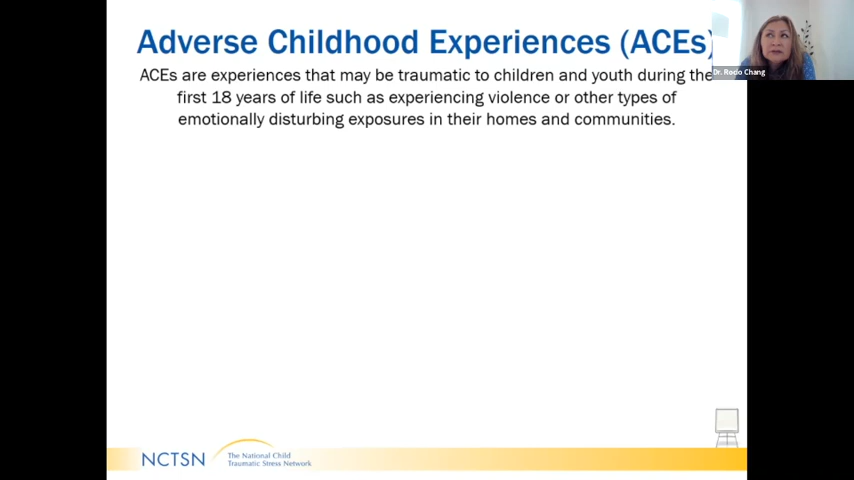 Adverse Childhood Experiences (ACEs)
ACEs are experiences that may be traumatic to children and youth during the
first 18 years of life such as experiencing violence or other types of
emotionally disturbing exposures in their homes and communities.
Dr. Rocio Chang
NCTSN
The National Child
Traumatic Stress Network